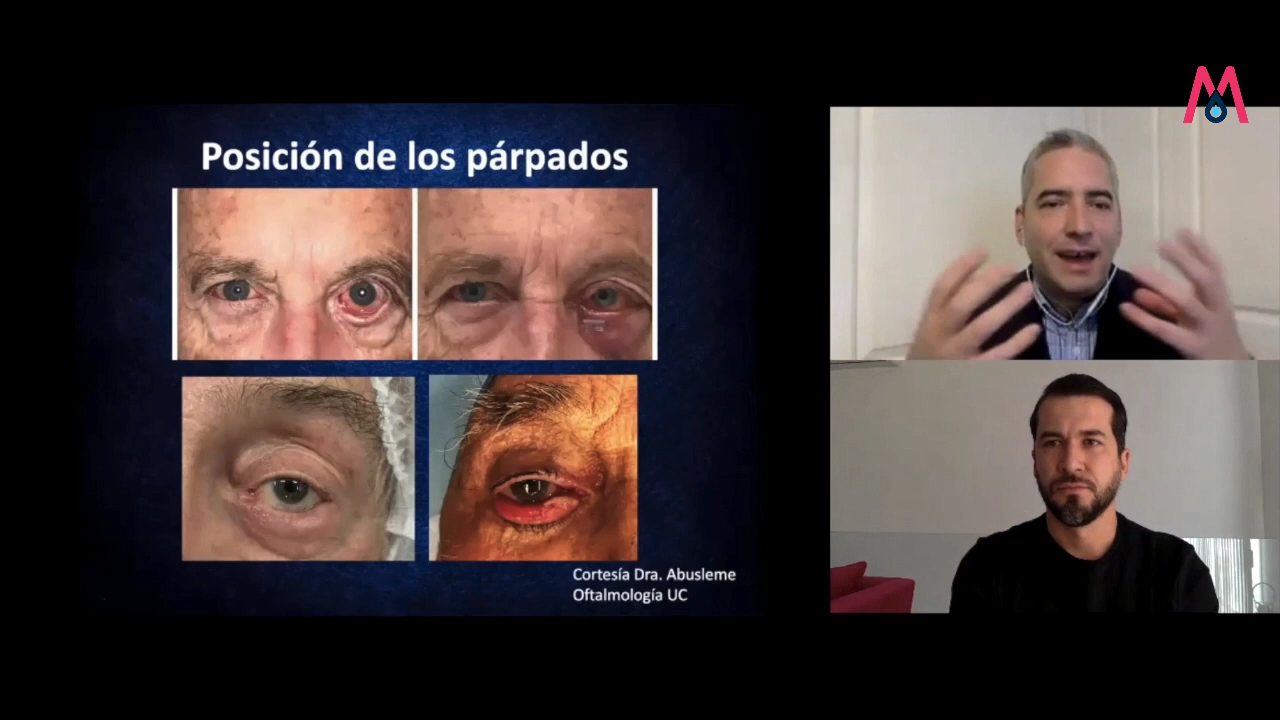 Posición de los párpados
Cortesía Dra. Abusleme
Oftalmología UC